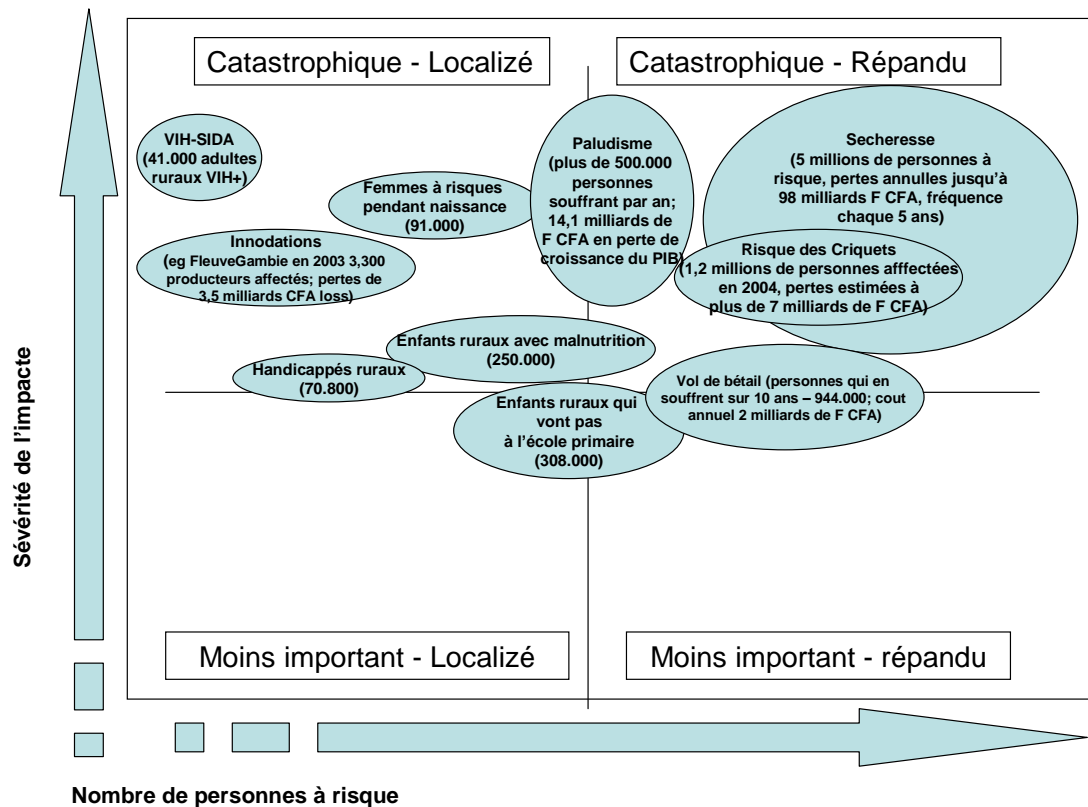 Catastrophique - Localizé
Catastrophique - Répandu
VIH-SIDA
(41.000 adultes
ruraux VIH+)
Femmes à risques
pendant naissance
(91.000)
Paludisme
(plus de 500.000
personnes
souffrant par an;
14,1 milliards de
F CFA en perte de
croissance du PIB)
Secheresse
(5 millions de personnes à
risque, pertes annulles jusqu'à
98 milliards F CFA, fréquence
chaque 5 ans)
Innodations
(eg FleuveGambie en 2003 3,300
producteurs affectés; pertes de
3,5 milliards CFA loss)
Risque des Criquets
(1,2 millions de personnes afffectées
en 2004, pertes estimées à
plus de 7 milliards de F CFA)
Enfants ruraux avec malnutrition
(250.000)
Handicappés ruraux
(70.800)
Vol de bétail (personnes qui en
souffrent sur 10 ans – 944.000; cout
annuel 2 milliards de F CFA)
Enfants ruraux qui
vont pas
à l'école primaire
(308.000)
Sévérité de l'impacte
Moins important - Localizé
Moins important - répandu
Nombre de personnes à risque